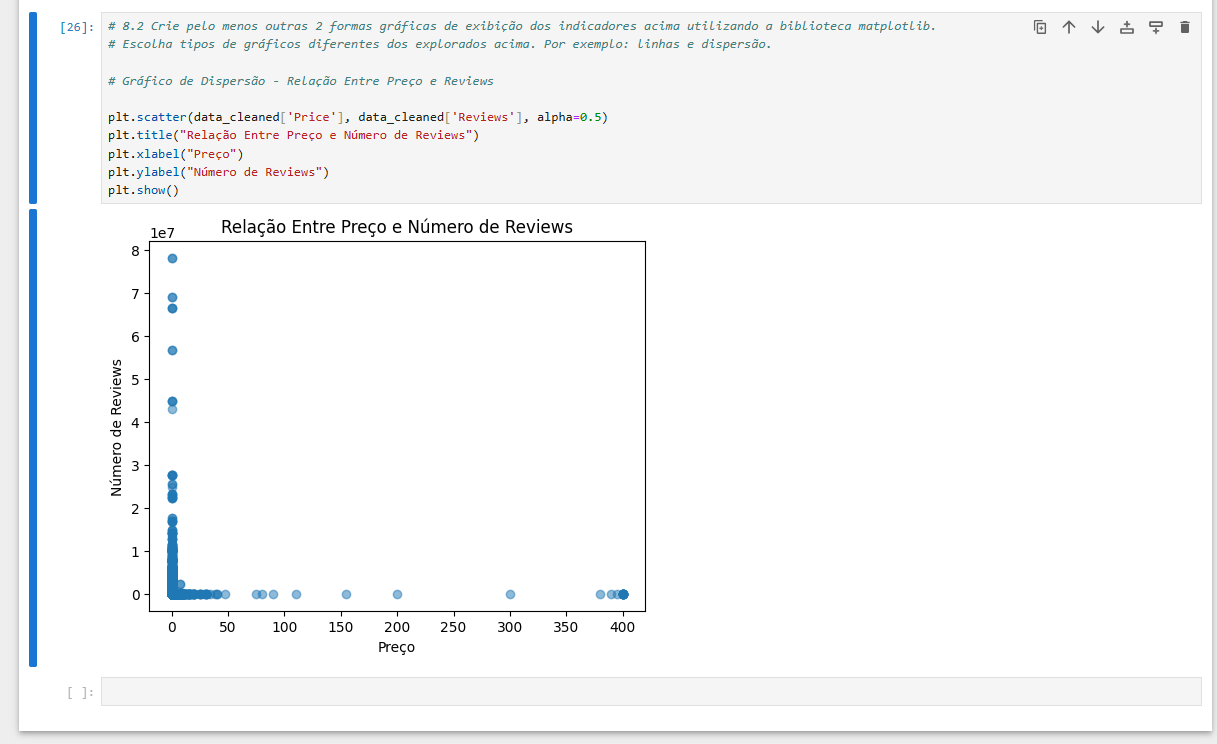 [26]:
# 8.2 Crie pelo menos outras 2 formas gráficas de exibição dos indicadores acima utilizando a biblioteca matplotlib.
# Escolha tipos de gráficos diferentes dos explorados acima. Por exemplo: linhas e dispersão.
# Gráfico de Dispersão - Relação Entre Preço e Reviews
plt.scatter(data_cleaned['Price'], data_cleaned['Reviews'], alpha=0.5)
plt.title("Relação Entre Preço e Número de Reviews")
plt.xlabel("Preço")
plt.ylabel("Número de Reviews")
plt.show()
Relação Entre Preço e Número de Reviews
1e7
8
7
6
5
4
3
2
1
0
Número de Reviews
0 50 100 150 200 250 300 350 400
Preço
[ ]: